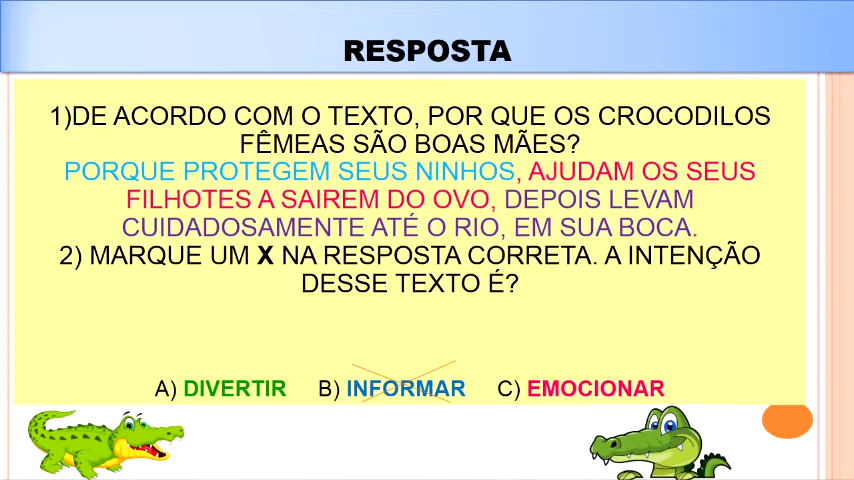 RESPOSTA
1)DE ACORDO COM O TEXTO, POR QUE OS CROCODILOS
FÊMEAS SÃO BOAS MÃES?
PORQUE PROTEGEM SEUS NINHOS, AJUDAM OS SEUS
FILHOTES A SAIREM DO OVO, DEPOIS LEVAM
CUIDADOSAMENTE ATÉ O RIO, EM SUA BOCA.
2) MARQUE UM X NA RESPOSTA CORRETA. A INTENÇÃO
DESSE TEXTO É?
A) DIVERTIR B) INFORMAR C) EMOCIONAR